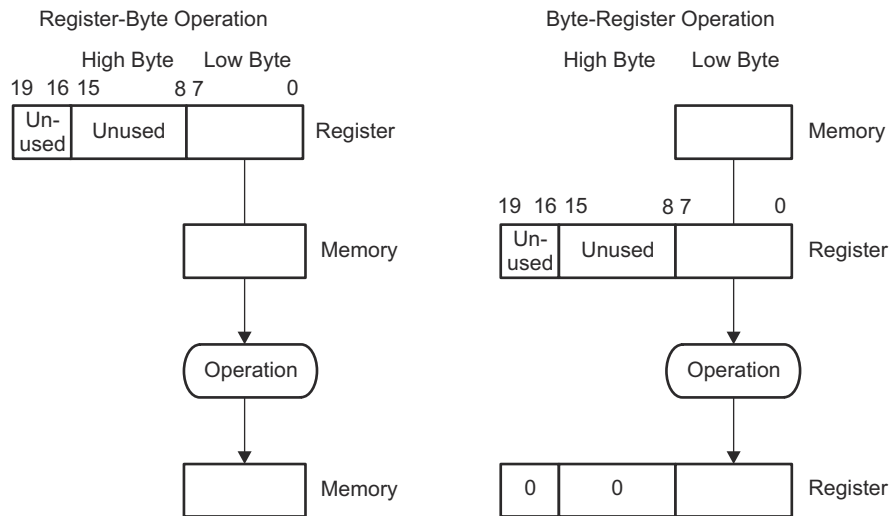 Register-Byte Operation
High Byte Low Byte
19 16 15 8 7 0
Un-
used
Unused
Register
Memory
Operation
Memory
Byte-Register Operation
High Byte Low Byte
Memory
19 16 15 8 7 0
Un-
used
Unused
Register
Operation
0 0 Register